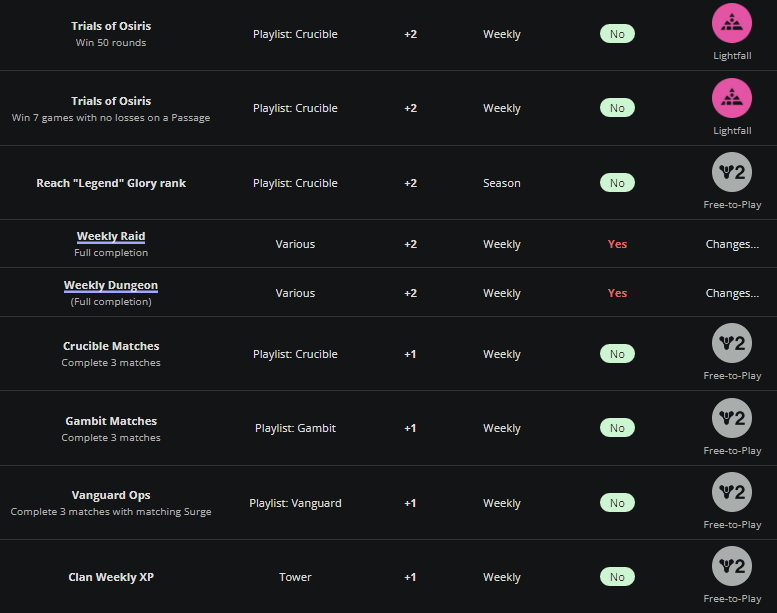 Trials of Osiris
Win 50 rounds
Playlist: Crucible
+2
Weekly
No
Lightfall
Trials of Osiris
Win 7 games with no losses on a Passage
Playlist: Crucible
+2
Weekly
No
Lightfall
Reach "Legend" Glory rank
Playlist: Crucible
+2
Season
No
2
Free-to-Play
Weekly Raid
Full completion
Various
+2
Weekly
Yes
Changes...
Weekly Dungeon
(Full completion)
Various
+2
Weekly
Yes
Changes...
Crucible Matches
Complete 3 matches
Playlist: Crucible
+1
Weekly
No
2
Free-to-Play
Gambit Matches
Complete 3 matches
Playlist: Gambit
+1
Weekly
No
2
Free-to-Play
Vanguard Ops
Complete 3 matches with matching Surge
Playlist: Vanguard
+1
Weekly
No
2
Free-to-Play
Clan Weekly XP
Tower
+1
Weekly
No
2
Free-to-Play